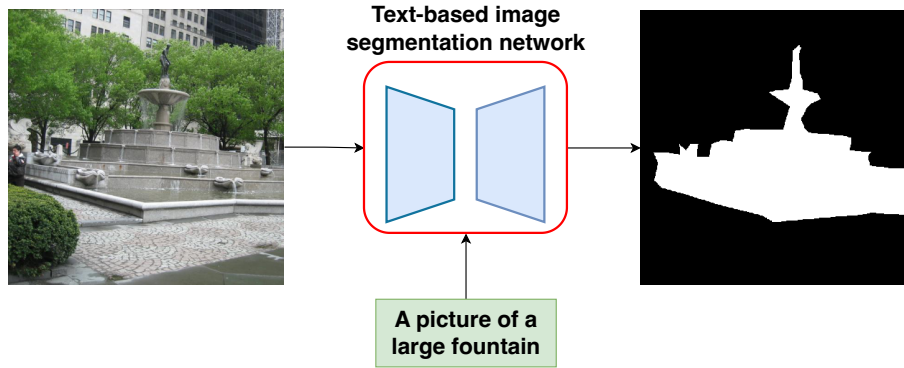 Text-based image
segmentation network
A picture of a
large fountain